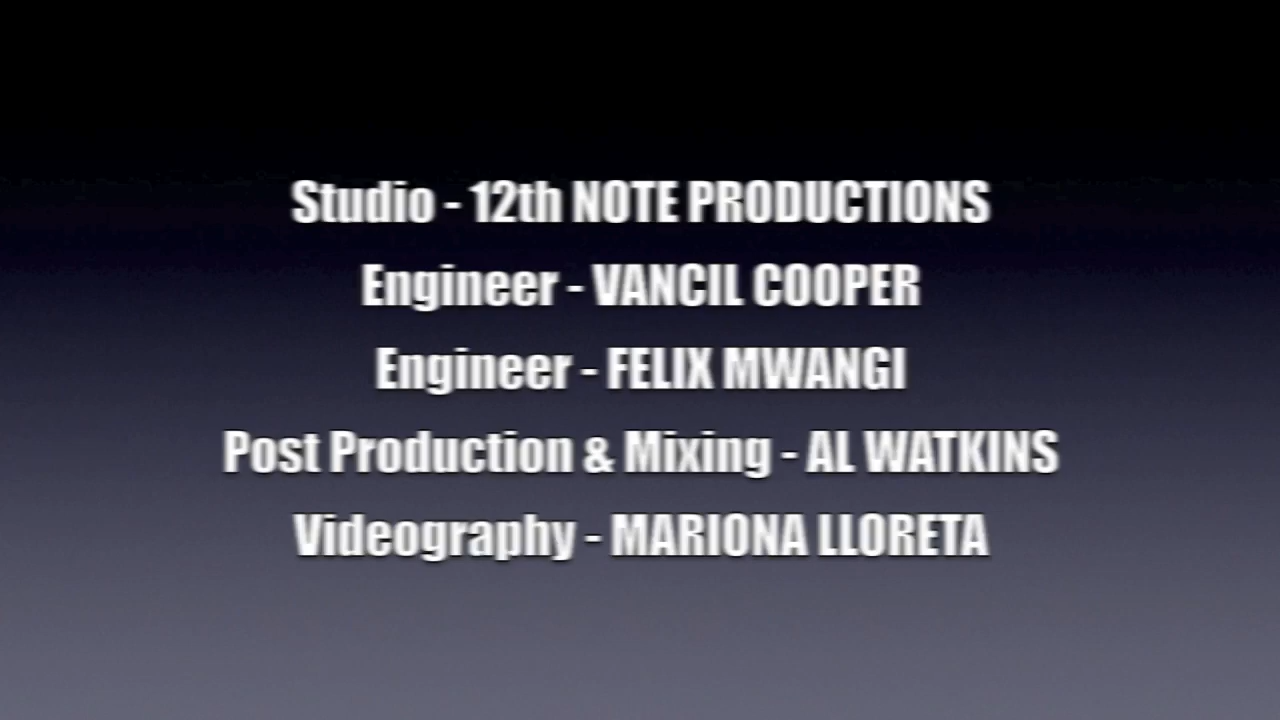 Studio - 12th NOTE PRODUCTIONS
Engineer - VANCIL COOPER
Engineer - FELIX MWANGI
Post Production & Mixing - AL WATKINS
Videography - MARIONA LLORETA